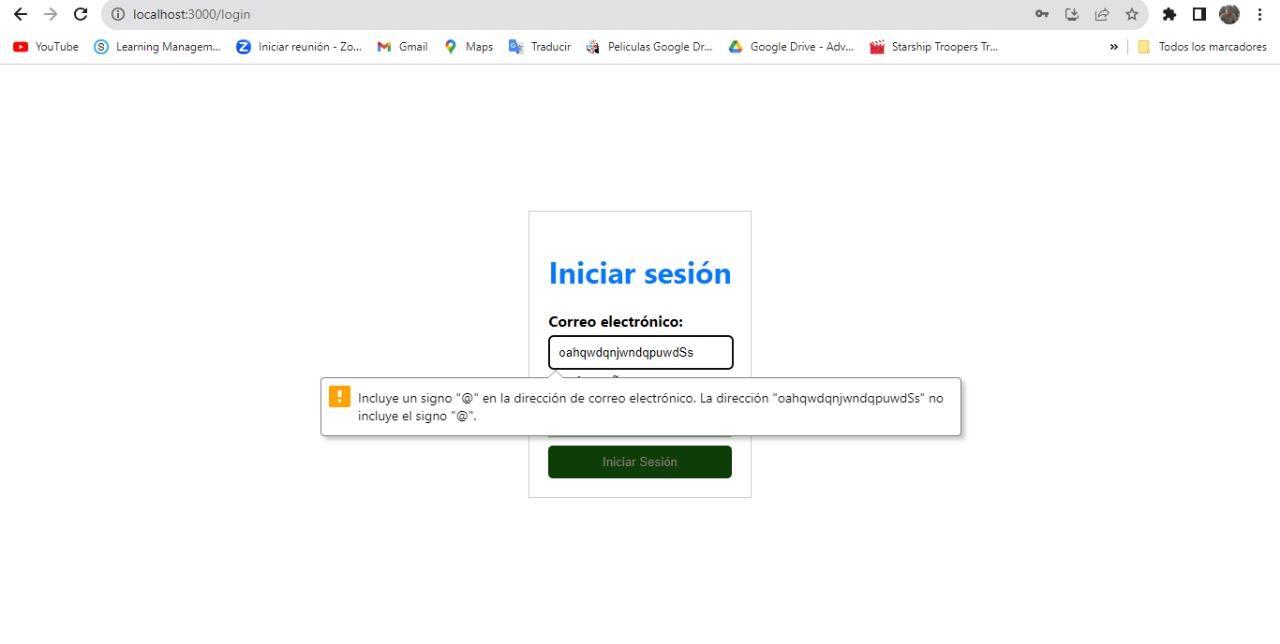 localhost:3000/login
YouTube
Learning Managem...
Iniciar reunión - Zo...
Gmail
Maps
Traducir
Peliculas Google Dr...
Google Drive - Adv...
Starship Troopers Tr...
»
Todos los marcadores
Iniciar sesión
Correo electrónico:
oahqwdqnjwndqpuwdSs
Incluye un signo "@" en la dirección de correo electrónico. La dirección "oahqwdqnjwndqpuwdSs" no
incluye el signo "@".
Iniciar Sesión